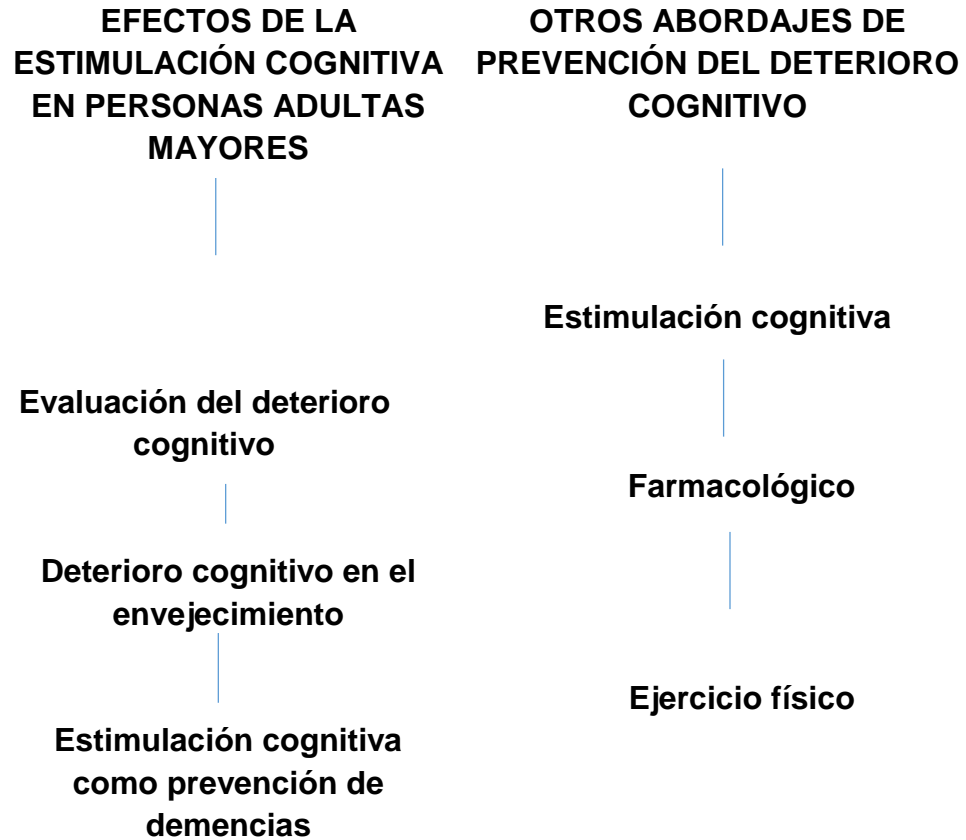 EFECTOS DE LA
ESTIMULACIÓN COGNITIVA
EN PERSONAS ADULTAS
MAYORES
Evaluación del deterioro
cognitivo
Deterioro cognitivo en el
envejecimiento
Estimulación cognitiva
como prevención de
demencias
OTROS ABORDAJES DE
PREVENCIÓN DEL DETERIORO
COGNITIVO
Estimulación cognitiva
Farmacológico
Ejercicio físico